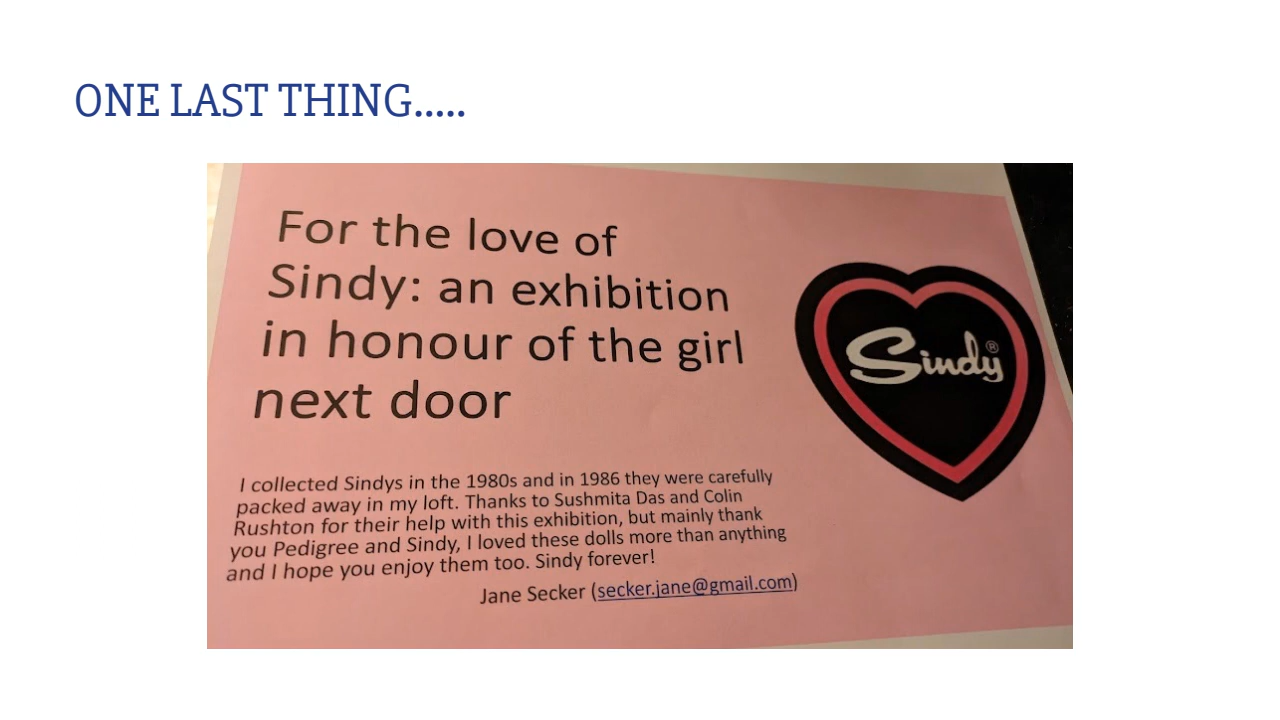 ONE LAST THING.....
For the love of
Sindy: an exhibition
in honour of the girl
next door
Sindy®
I collected Sindys in the 1980s and in 1986 they were carefully
packed away in my loft. Thanks to Sushmita Das and Colin
Rushton for their help with this exhibition, but mainly thank
you Pedigree and Sindy, I loved these dolls more than anything
and I hope you enjoy them too. Sindy forever!
Jane Secker (secker.jane@gmail.com)